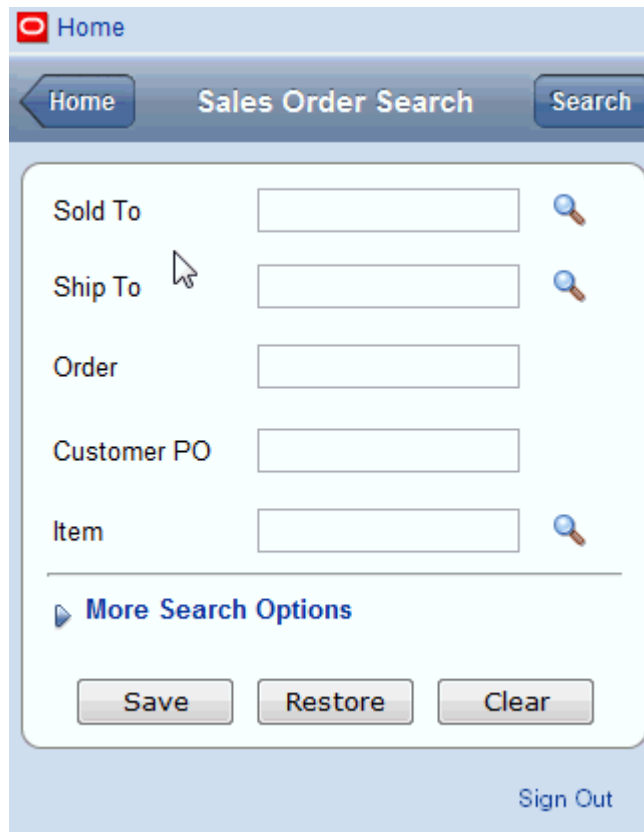 Home
Home Sales Order Search Search
Sold To
Ship To
Order
Customer PO
Item
More Search Options
Save Restore Clear
Sign Out